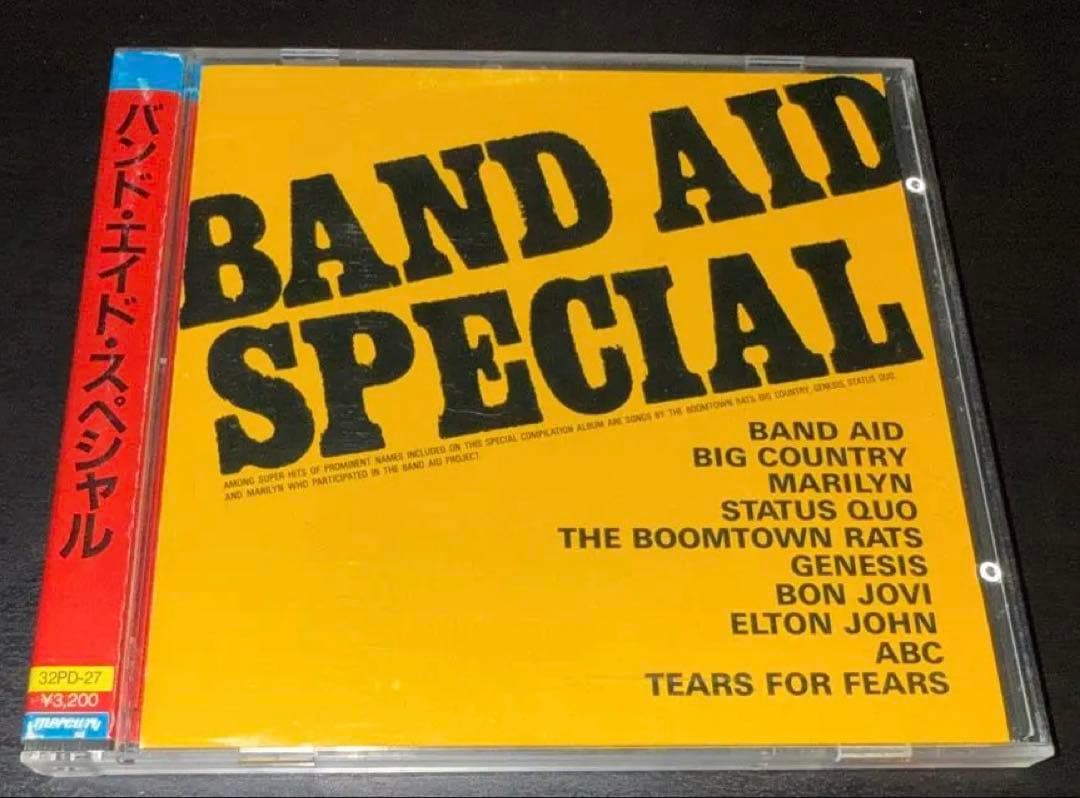 バンド・エイド・スペシャル
32PD-27
¥3,200
mercury
BAND AID
SPECIAL
AMONG SUPER HITS OF PROMINENT NAMES INCLUDED ON THIS SPECIAL COMPILATION ALBUM ARE SONGS BY THE BOOMTOWN RATS, BIG COUNTRY, GENESIS, STATUS QUO,
AND MARILYN WHO PARTICIPATED IN THE BAND AID PROJECT.
BAND AID
BIG COUNTRY
MARILYN
STATUS QUO
THE BOOMTOWN RATS
GENESIS
BON JOVI
ELTON JOHN
ABC
TEARS FOR FEARS